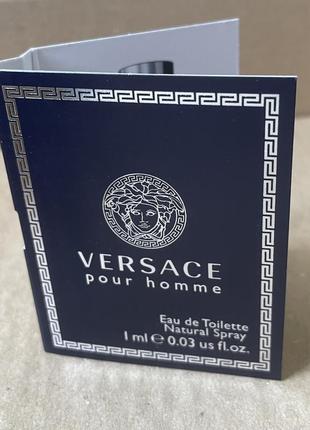 VERSACE
pour homme
Eau de Toilette
Natural Spray
1 ml ℮ 0.03 us fl.oz.